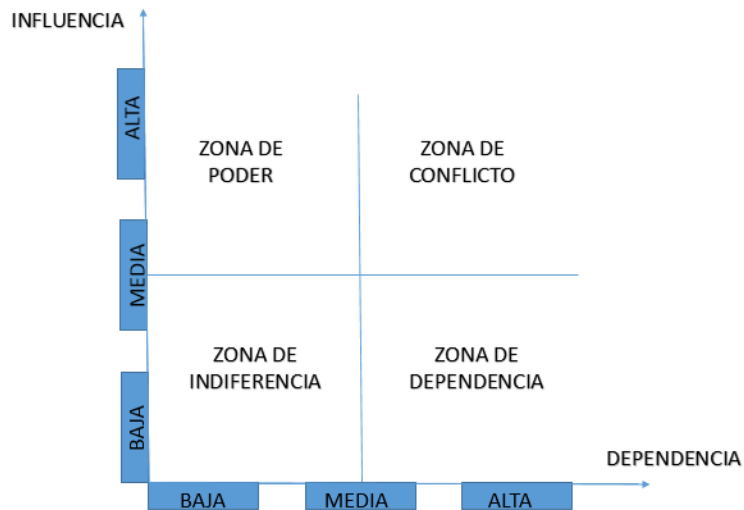 INFLUENCIA
ALTA
ZONA DE
PODER
ZONA DE
CONFLICTO
MEDIA
ZONA DE
INDIFERENCIA
ZONA DE
DEPENDENCIA
BAJA
DEPENDENCIA
BAJA
MEDIA
ALTA